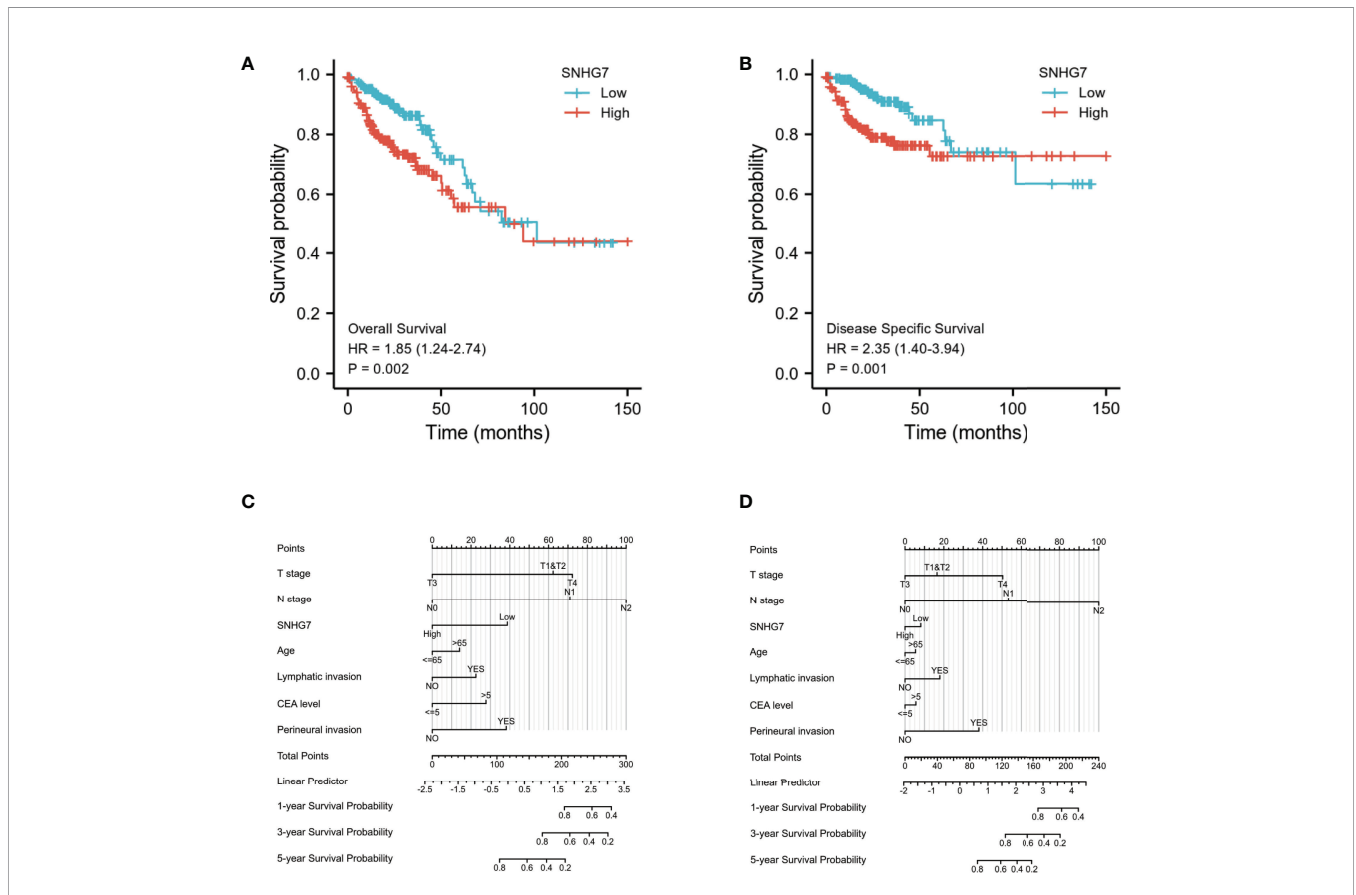 A
SNHG7
Low
High
Survival probability
1.0
0.8
0.6
0.4
0.2
0.0
Overall Survival
HR = 1.85 (1.24-2.74)
P = 0.002
0 50 100 150
Time (months)
B
SNHG7
Low
High
Survival probability
1.0
0.8
0.6
0.4
0.2
0.0
Disease Specific Survival
HR = 2.35 (1.40-3.94)
P = 0.001
0 50 100 150
Time (months)
C
0 20 40 60 80 100
Points
T1&T2
T stage
T3 T4
N1
N stage
N0 N2
Low
SNHG7
High
>65
Age
<=65
YES
Lymphatic invasion
NO
>5
CEA level
<=5
YES
Perineural invasion
NO
Total Points
0 100 200 300
Linear Predictor
-2.5 -1.5 -0.5 0.5 1.5 2.5 3.5
1-year Survival Probability
0.8 0.6 0.4
3-year Survival Probability
0.8 0.6 0.4 0.2
5-year Survival Probability
0.8 0.6 0.4 0.2
D
0 20 40 60 80 100
Points
T1&T2
T stage
T3 T4
N1
N stage
N0 N2
Low
SNHG7
High
>65
Age
<=65
YES
Lymphatic invasion
NO
>5
CEA level
<=5
YES
Perineural invasion
NO
Total Points
0 40 80 120 160 200 240
Linear Predictor
-2 -1 0 1 2 3 4.5
1-year Survival Probability
0.8 0.6 0.4
3-year Survival Probability
0.8 0.6 0.4 0.2
5-year Survival Probability
0.8 0.6 0.4 0.2